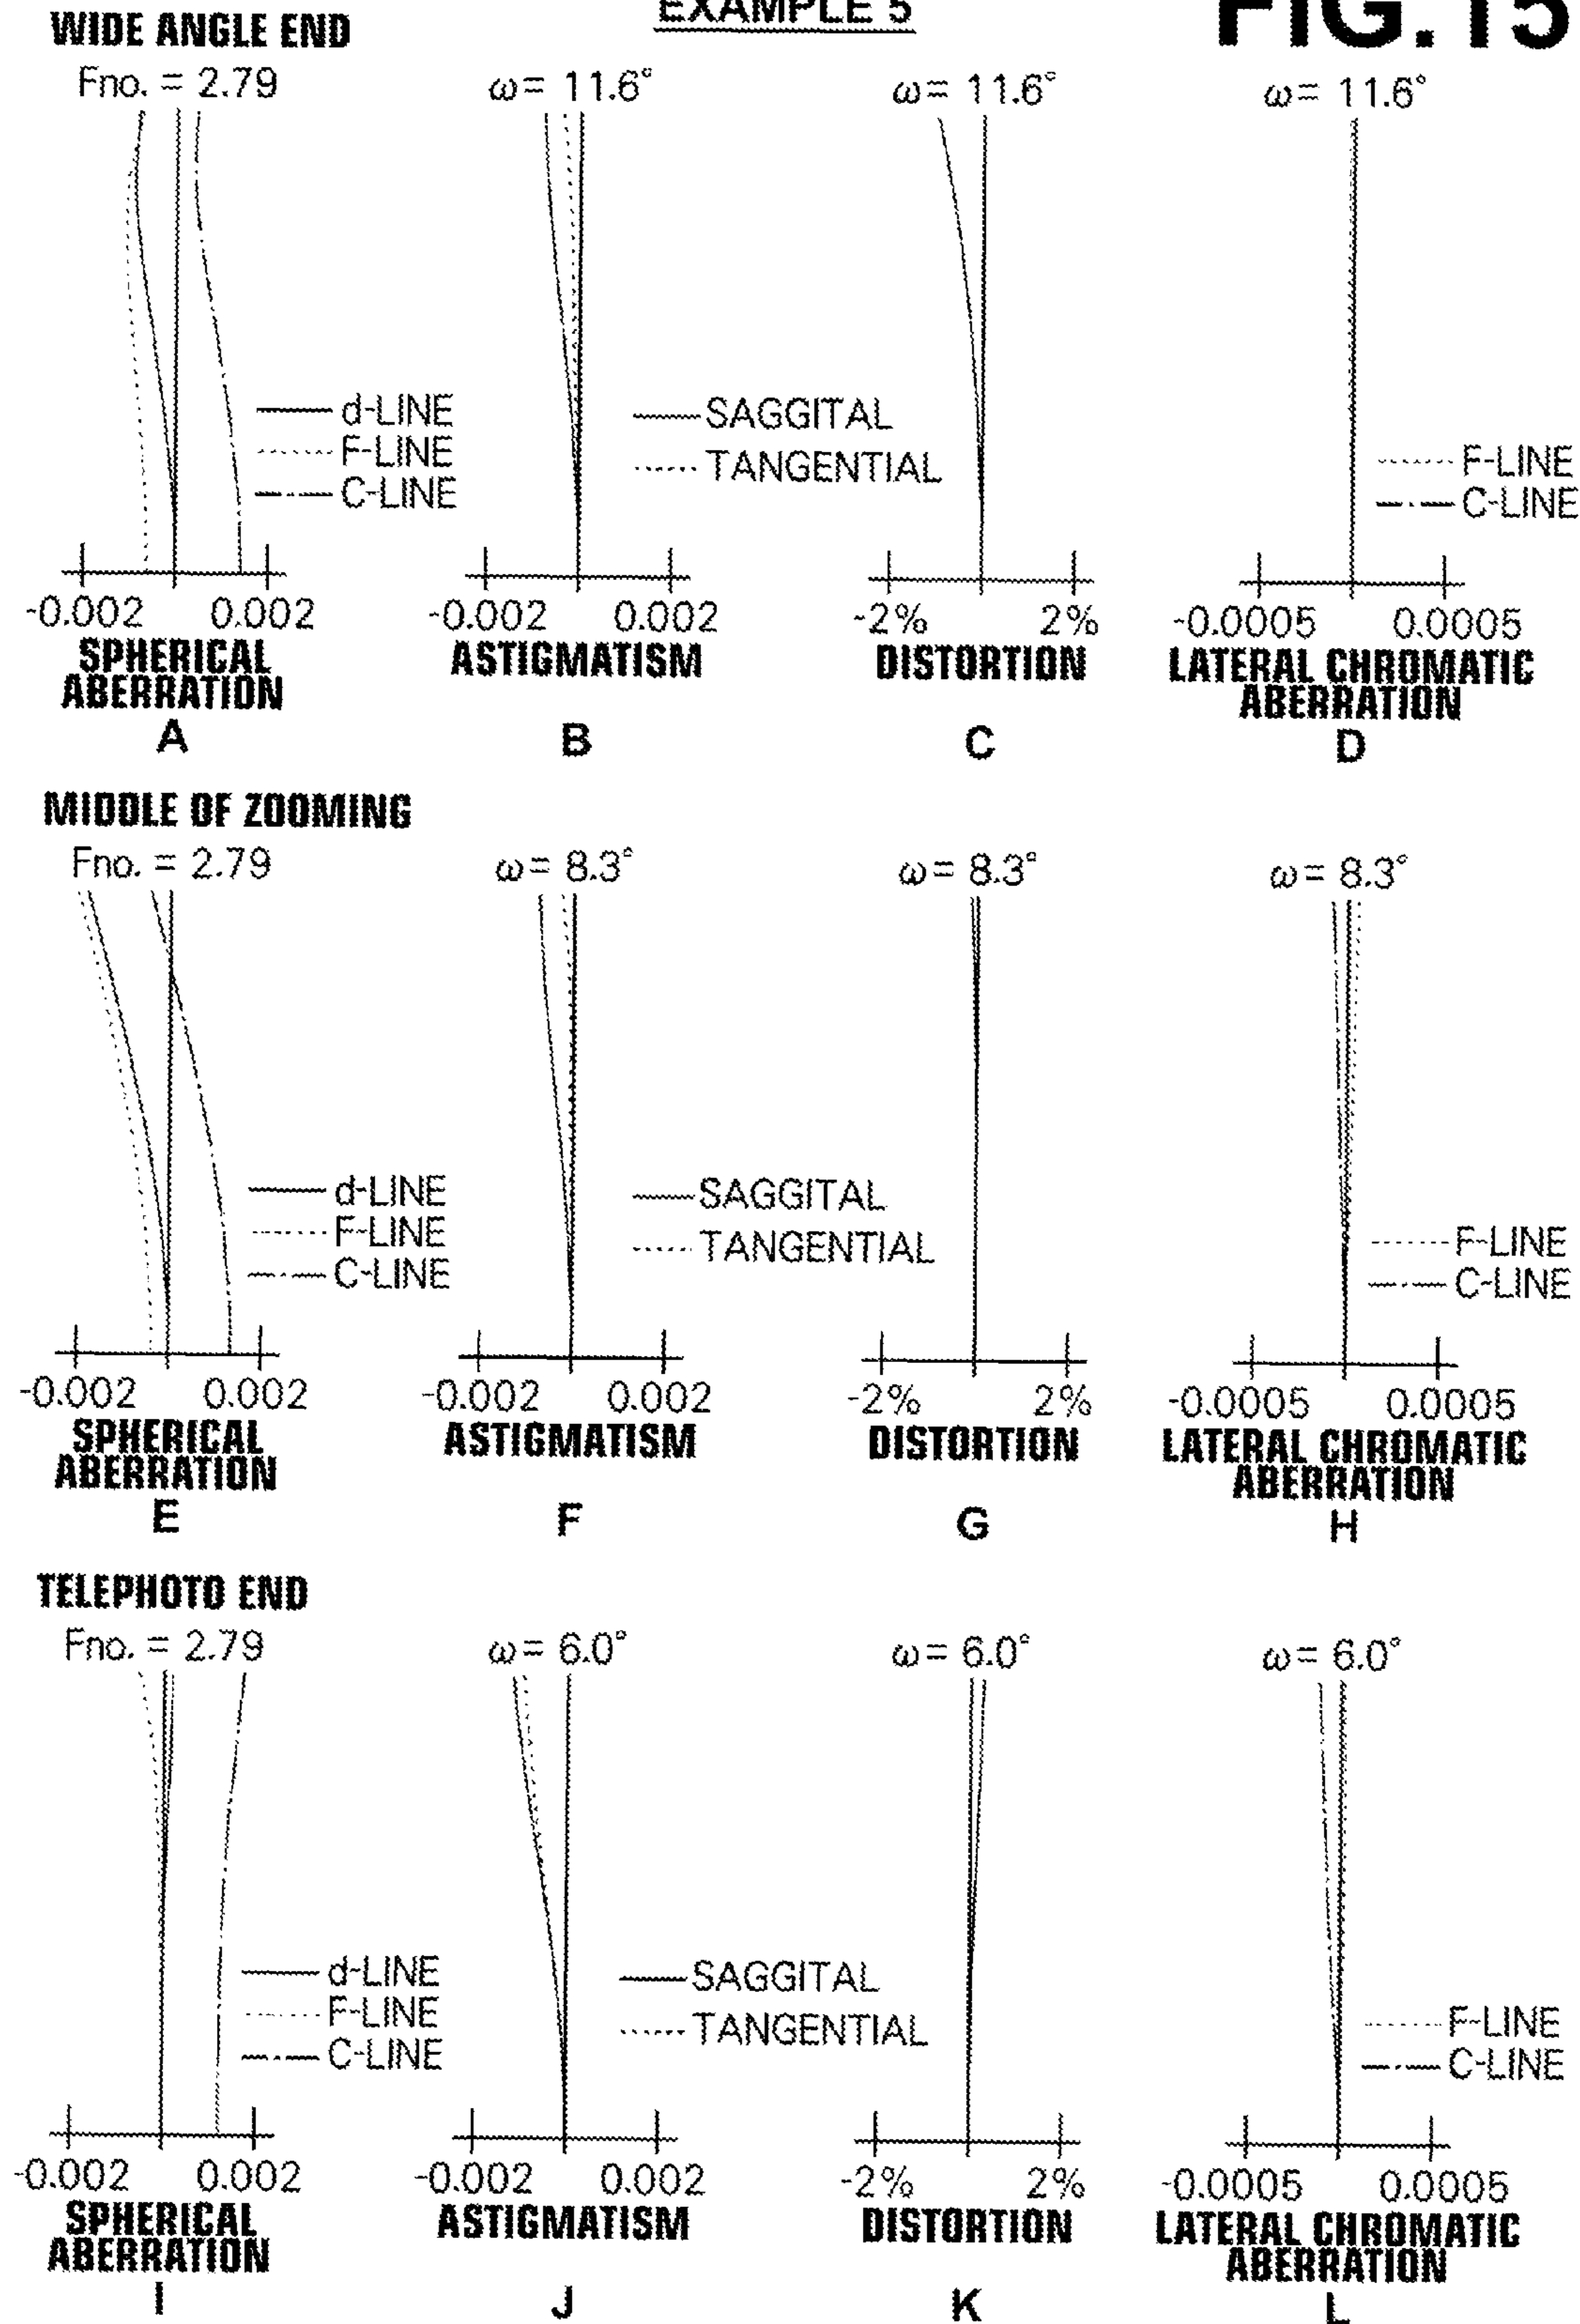 EXAMPLE 5
FIG.15
WIDE ANGLE END
Fno. = 2.79
ω= 11.6°
ω= 11.6°
ω= 11.6°
d-LINE
F-LINE
C-LINE
SAGGITAL
TANGENTIAL
F-LINE
C-LINE
-0.002 0.002
-0.002 0.002
-2% 2%
-0.0005 0.0005
SPHERICAL
ABERRATION
ASTIGMATISM
DISTORTION
LATERAL CHROMATIC
ABERRATION
A
B
C
D
MIDDLE OF ZOOMING
Fno. = 2.79
ω= 8.3°
ω= 8.3°
ω= 8.3°
d-LINE
F-LINE
C-LINE
SAGGITAL
TANGENTIAL
F-LINE
C-LINE
-0.002 0.002
-0.002 0.002
-2% 2%
-0.0005 0.0005
SPHERICAL
ABERRATION
ASTIGMATISM
DISTORTION
LATERAL CHROMATIC
ABERRATION
E
F
G
H
TELEPHOTO END
Fno. = 2.79
ω= 6.0°
ω= 6.0°
ω= 6.0°
d-LINE
F-LINE
C-LINE
SAGGITAL
TANGENTIAL
F-LINE
C-LINE
-0.002 0.002
-0.002 0.002
-2% 2%
-0.0005 0.0005
SPHERICAL
ABERRATION
ASTIGMATISM
DISTORTION
LATERAL CHROMATIC
ABERRATION
I
J
K
L